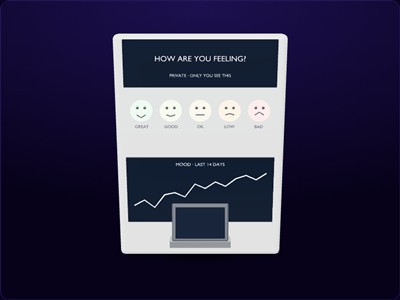 HOW ARE YOU FEELING?
PRIVATE · ONLY YOU SEE THIS
GREAT GOOD OK LOW BAD
MOOD · LAST 14 DAYS